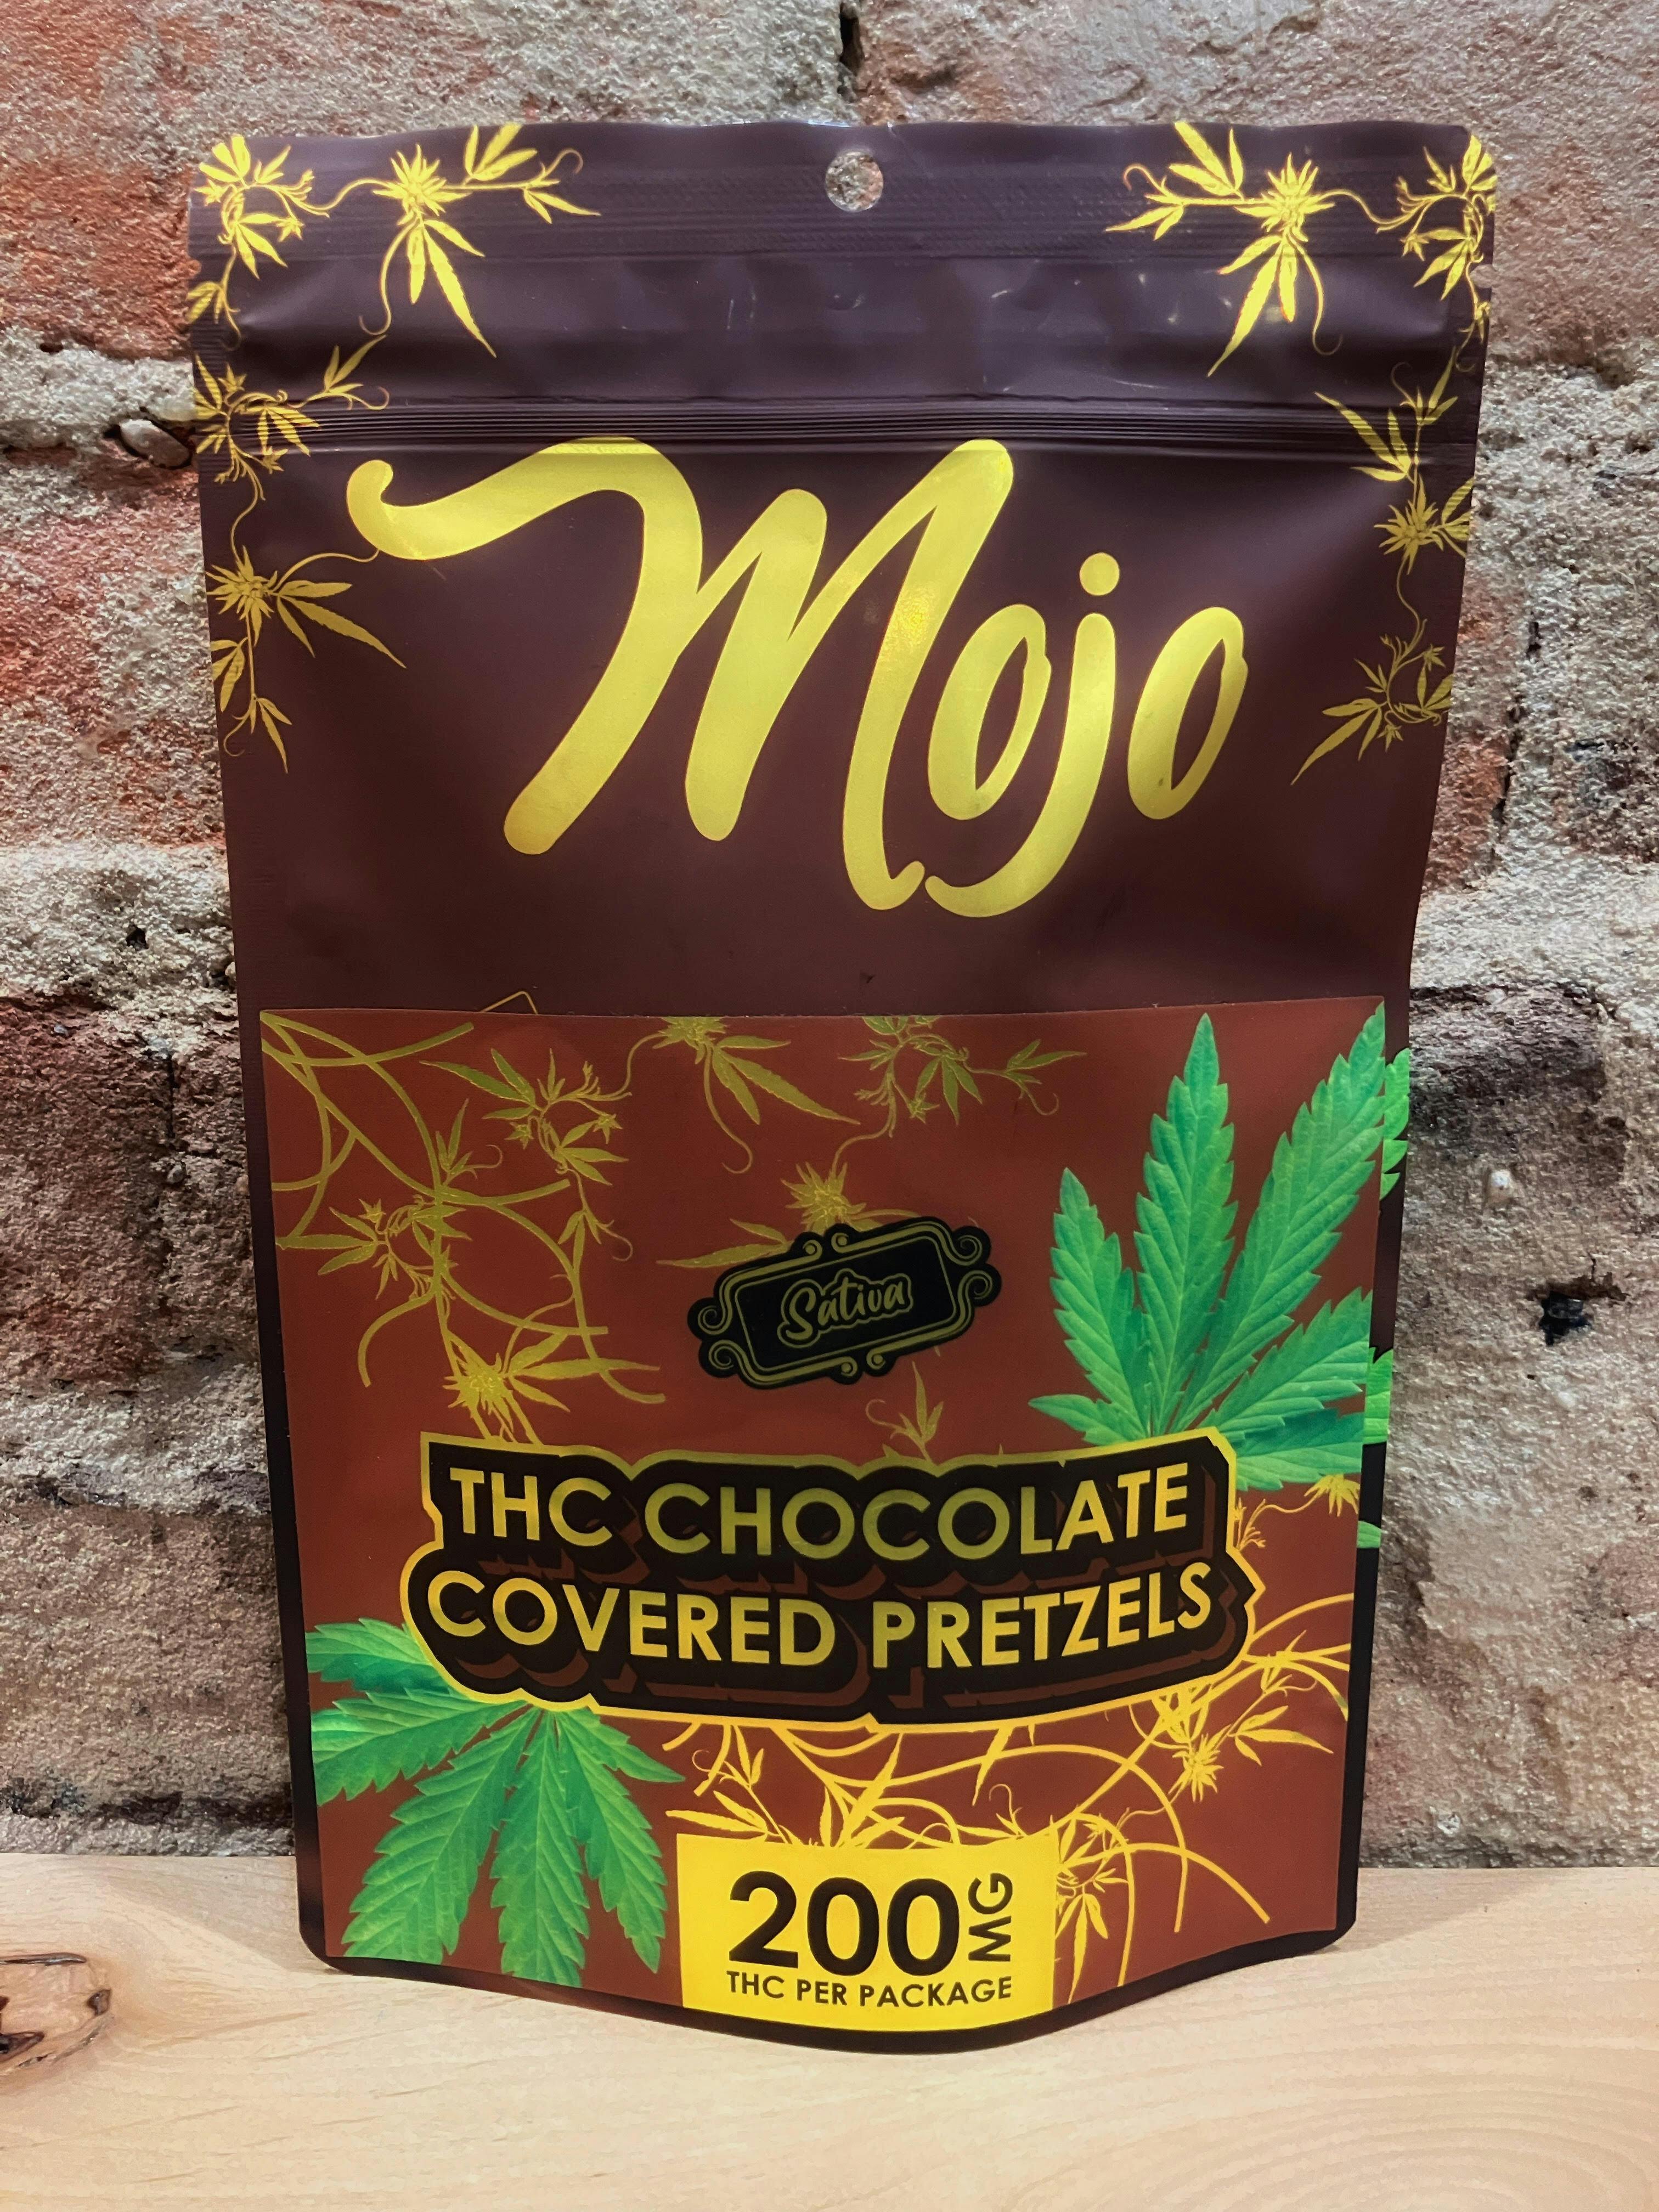 Mojo
Sativa
THC CHOCOLATE
COVERED PRETZELS
200MG
THC PER PACKAGE